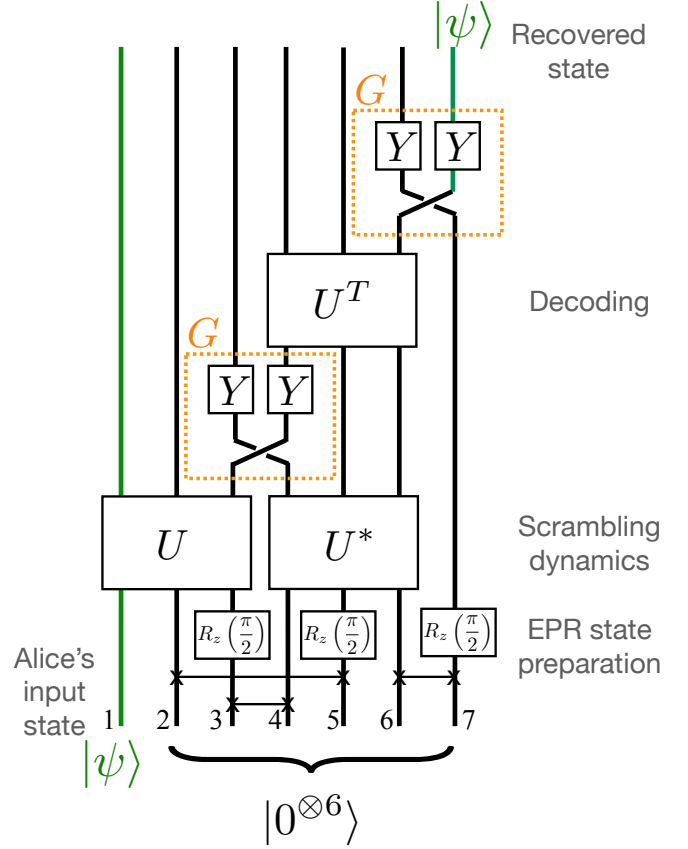 |ψ⟩
Recovered
state
G
Y Y
U^T
Decoding
G
Y Y
U
U^*
Scrambling
dynamics
R_z(π/2) R_z(π/2) R_z(π/2)
EPR state
preparation
Alice's
input
state
1 2 3 4 5 6 7
|ψ⟩
|0^{⊗6}⟩